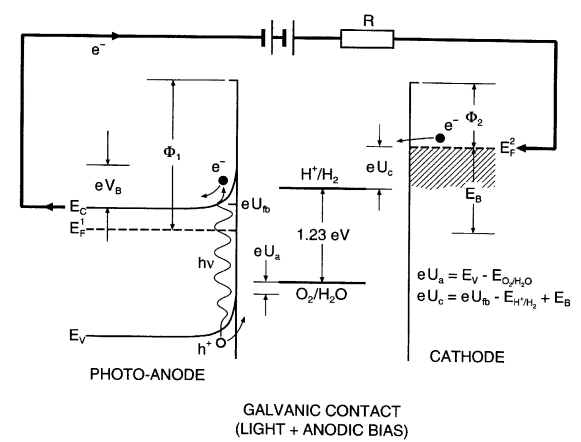 R
e⁻
e⁻
Φ₂
E_F²
Φ₁
e⁻
H⁺/H₂
eU_c
eV_B
E_C
eU_fb
E_B
E_F¹
1.23 eV
hν
eU_a
eU_a = E_V - E_O₂/H₂O
O₂/H₂O
eU_c = eU_fb - E_H⁺/H₂ + E_B
E_V
h⁺
CATHODE
PHOTO-ANODE
GALVANIC CONTACT
(LIGHT + ANODIC BIAS)